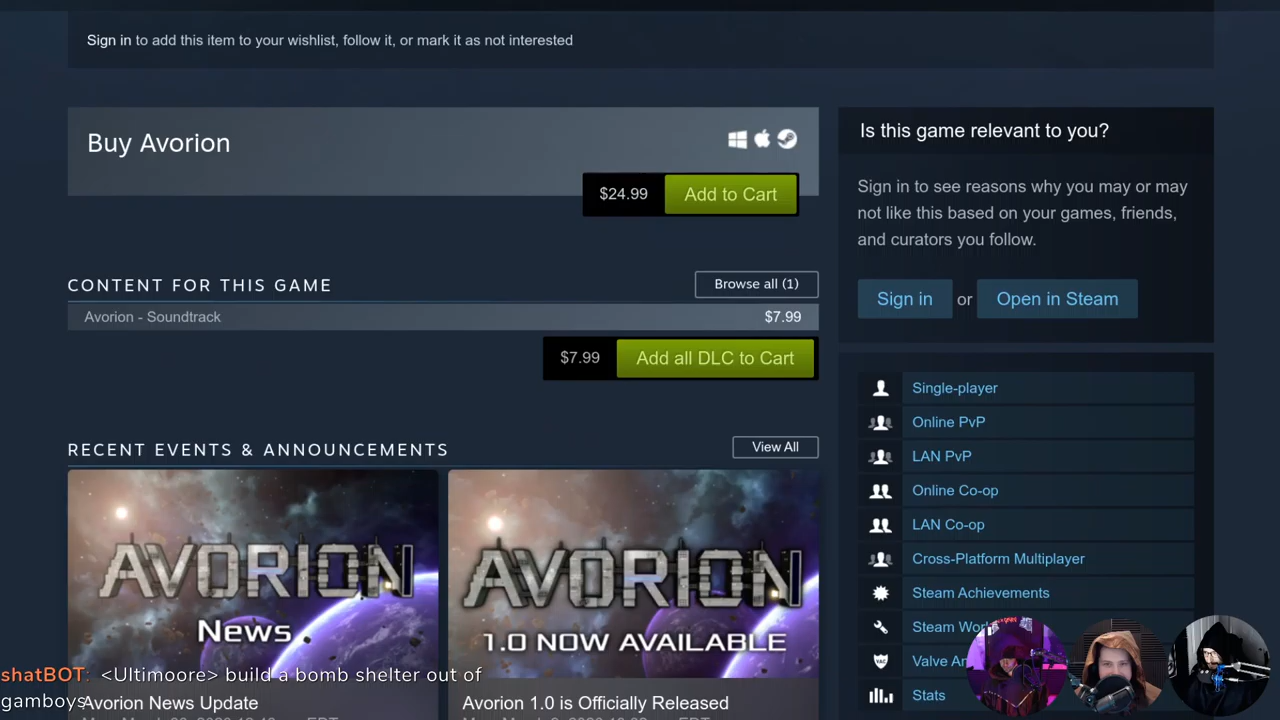 Sign in to add this item to your wishlist, follow it, or mark it as not interested
Buy Avorion
$24.99
Add to Cart
CONTENT FOR THIS GAME
Browse all (1)
Avorion - Soundtrack
$7.99
$7.99
Add all DLC to Cart
RECENT EVENTS & ANNOUNCEMENTS
View All
AVORION
News
AVORION
1.0 NOW AVAILABLE
Avorion News Update
Avorion 1.0 is Officially Released
Is this game relevant to you?
Sign in to see reasons why you may or may
not like this based on your games, friends,
and curators you follow.
Sign in
or
Open in Steam
Single-player
Online PvP
LAN PvP
Online Co-op
LAN Co-op
Cross-Platform Multiplayer
Steam Achievements
Steam
VAC
Valve
Stats
shatBOT: <Ultimoore> build a bomb shelter out of
gamboys